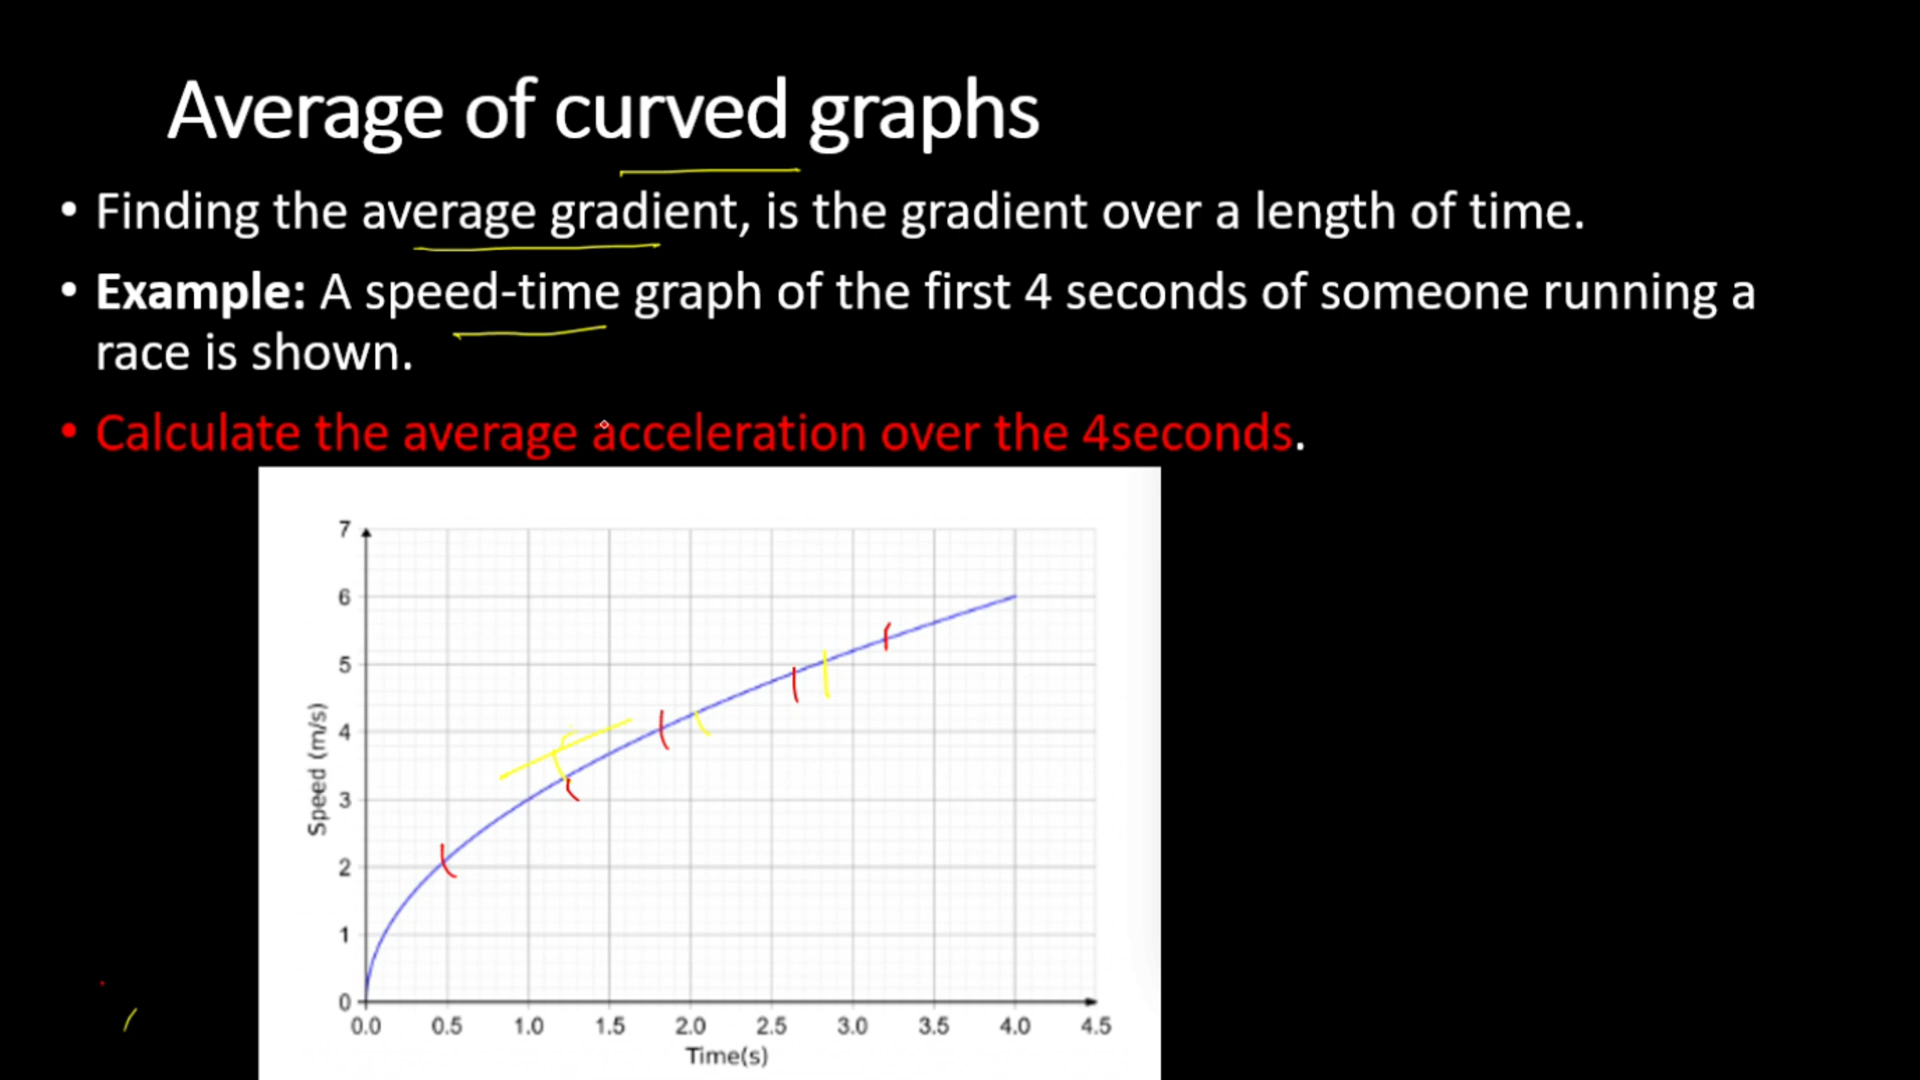 Average of curved graphs
• Finding the average gradient, is the gradient over a length of time.
• Example: A speed-time graph of the first 4 seconds of someone running a
race is shown.
• Calculate the average acceleration over the 4seconds.
7
6
5
4
3
2
1
0
Speed (m/s)
0.0 0.5 1.0 1.5 2.0 2.5 3.0 3.5 4.0 4.5
Time(s)